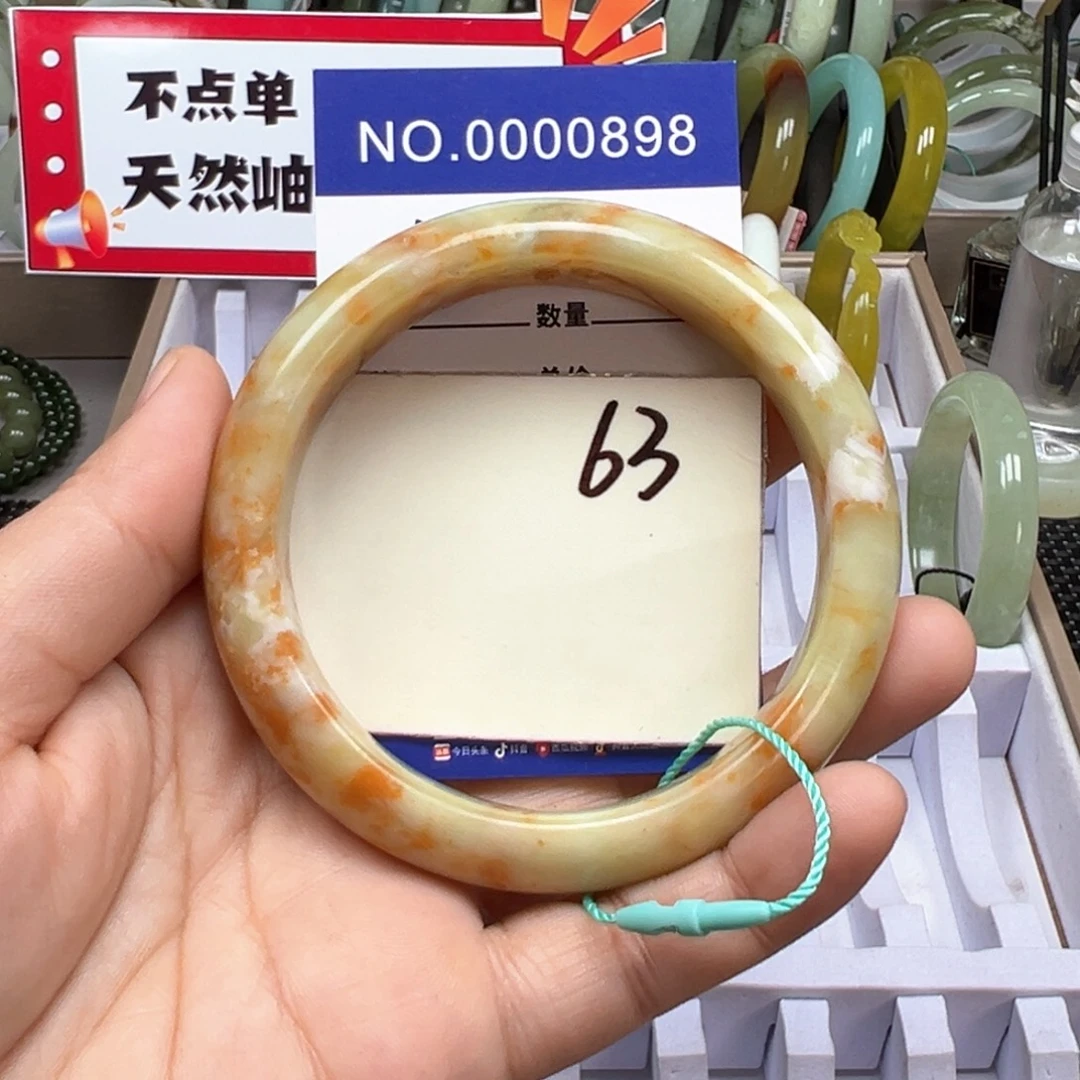 不点单
天然岫
NO.0000898
数量
63
今日头条 抖音